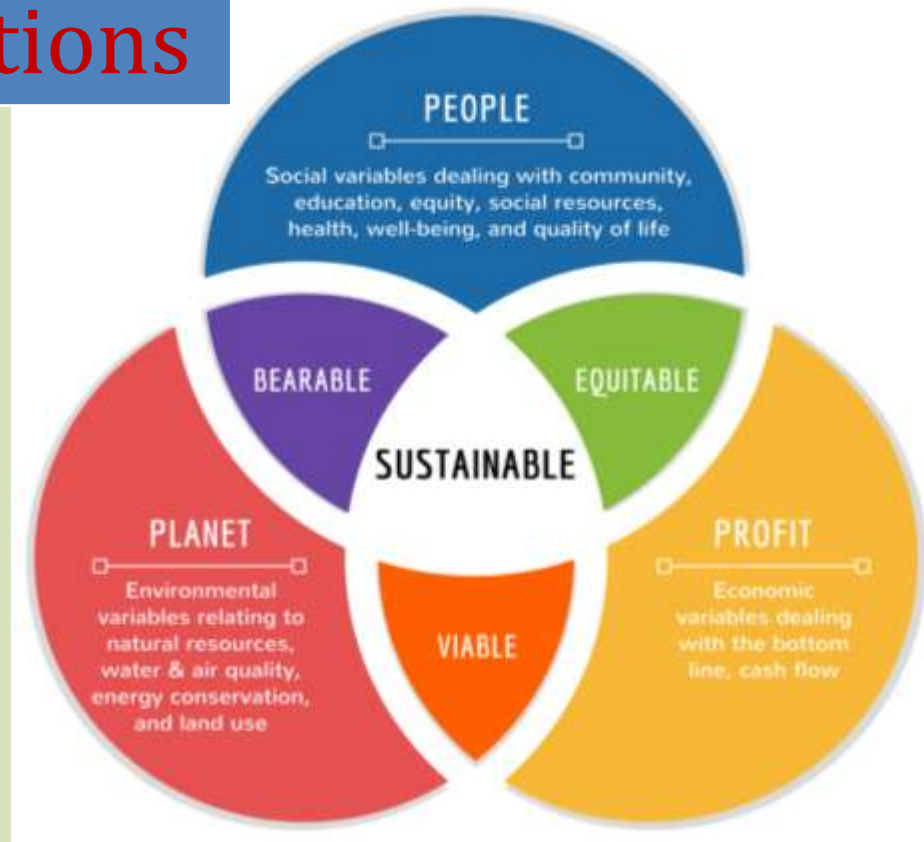 tions
PEOPLE
Social variables dealing with community,
education, equity, social resources,
health, well-being, and quality of life
BEARABLE
EQUITABLE
SUSTAINABLE
PLANET
Environmental
variables relating to
natural resources,
water & air quality,
energy conservation,
and land use
PROFIT
Economic
variables dealing
with the bottom
line, cash flow
VIABLE